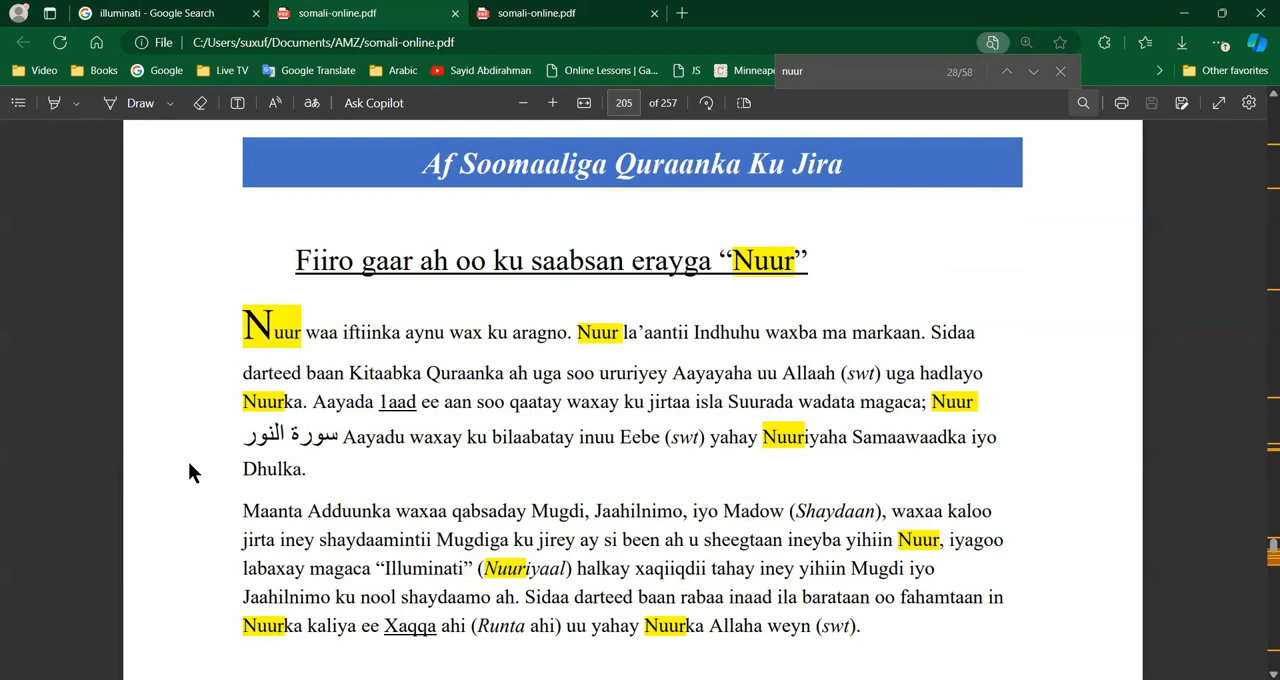 illuminati - Google Search
somali-online.pdf
somali-online.pdf
File C:/Users/suxuf/Documents/AMZ/somali-online.pdf
Video Books Google Live TV Google Translate Arabic Sayid Abdirahman Online Lessons | Ga... JS Minneap Other favorites
nuur 28/58
Draw Ask Copilot 205 of 257
Af Soomaaliga Quraanka Ku Jira
Fiiro gaar ah oo ku saabsan erayga “Nuur”
Nuur waa iftiinka aynu wax ku aragno. Nuur la’aantii Indhuhu waxba ma markaan. Sidaa
darteed baan Kitaabka Quraanka ah uga soo ururiyey Aayayaha uu Allaah (swt) uga hadlayo
Nuurka. Aayada 1aad ee aan soo qaatay waxay ku jirtaa isla Suurada wadata magaca; Nuur
سورة النور Aayadu waxay ku bilaabatay inuu Eebe (swt) yahay Nuuriyaha Samaawaadka iyo
Dhulka.
Maanta Adduunka waxaa qabsaday Mugdi, Jaahilnimo, iyo Madow (Shaydaan), waxaa kaloo
jirta iney shaydaamintii Mugdiga ku jirey ay si been ah u sheegtaan ineyba yihiin Nuur, iyagoo
labaxay magaca “Illuminati” (Nuuriyaal) halkay xaqiiqdii tahay iney yihiin Mugdi iyo
Jaahilnimo ku nool shaydaamo ah. Sidaa darteed baan rabaa inaad ila barataan oo fahamtaan in
Nuurka kaliya ee Xaqqa ahi (Runta ahi) uu yahay Nuurka Allaha weyn (swt).